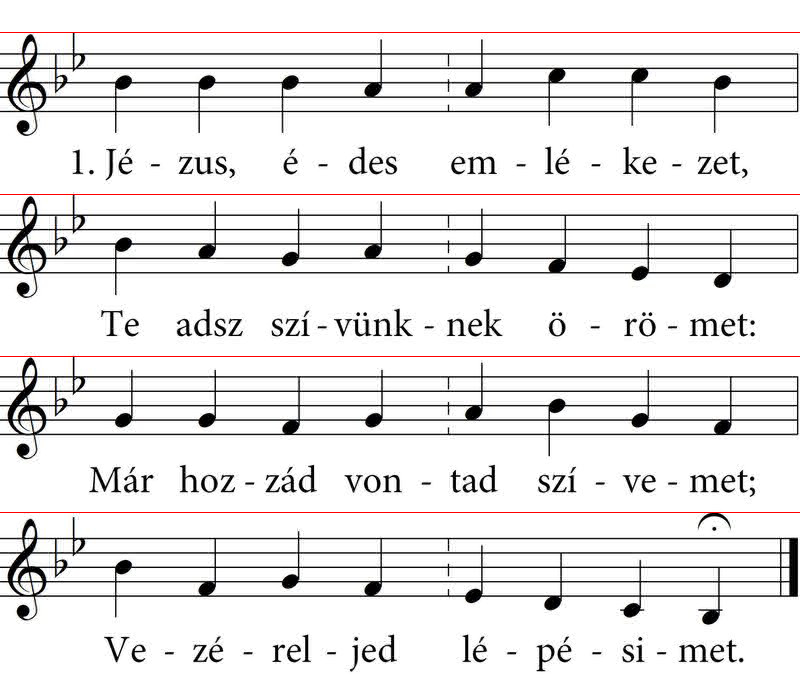 1. Jé - zus, é - des em - lé - ke - zet,
Te adsz szí - vünk - nek ö - rö - met:
Már hoz - zád von - tad szí - ve - met;
Ve - zé - rel - jed lé - pé - si - met.